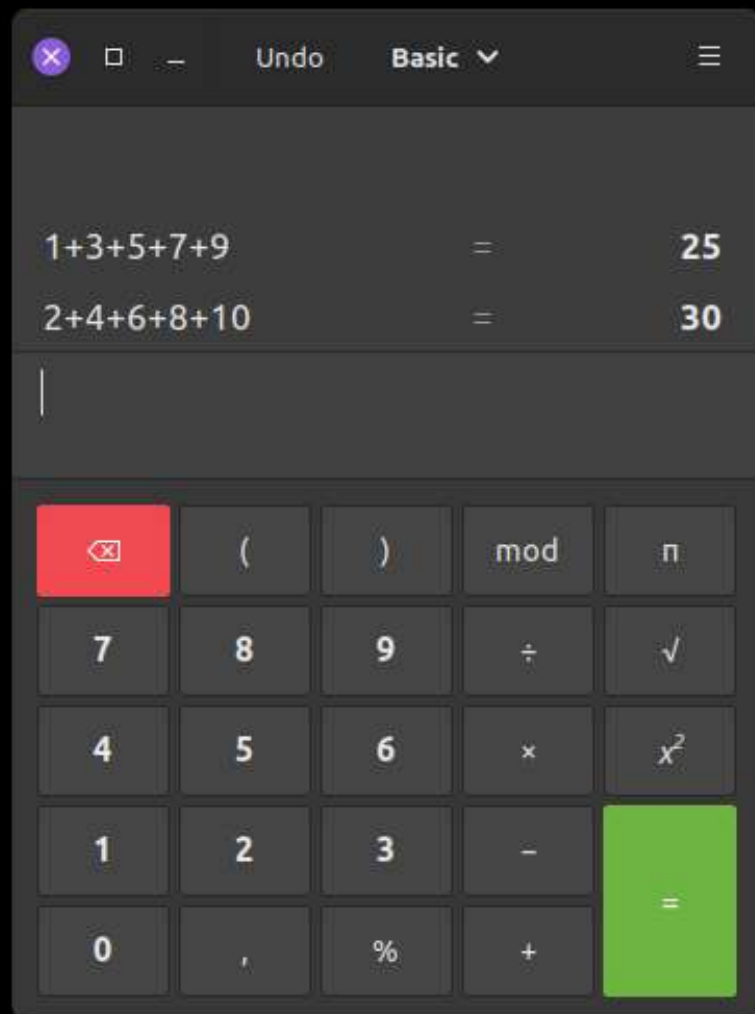 Undo Basic
1+3+5+7+9 = 25
2+4+6+8+10 = 30
( ) mod π
7 8 9 ÷ √
4 5 6 × x²
1 2 3 −
=
0 , % +